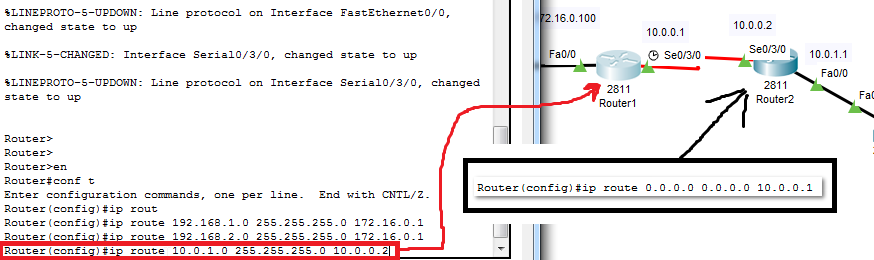 %LINEPROTO-5-UPDOWN: Line protocol on Interface FastEthernet0/0,
changed state to up
%LINK-5-CHANGED: Interface Serial0/3/0, changed state to up
%LINEPROTO-5-UPDOWN: Line protocol on Interface Serial0/3/0, changed
state to up
Router>
Router>
Router>en
Router#conf t
Enter configuration commands, one per line.  End with CNTL/Z.
Router(config)#ip rout
Router(config)#ip route 192.168.1.0 255.255.255.0 172.16.0.1
Router(config)#ip route 192.168.2.0 255.255.255.0 172.16.0.1
Router(config)#ip route 10.0.1.0 255.255.255.0 10.0.0.2
72.16.0.100
10.0.0.1
10.0.0.2
Fa0/0
Se0/3/0
Se0/3/0
10.0.1.1
Fa0/0
2811
Router1
2811
Router2
Fa0
Router(config)#ip route 0.0.0.0 0.0.0.0 10.0.0.1